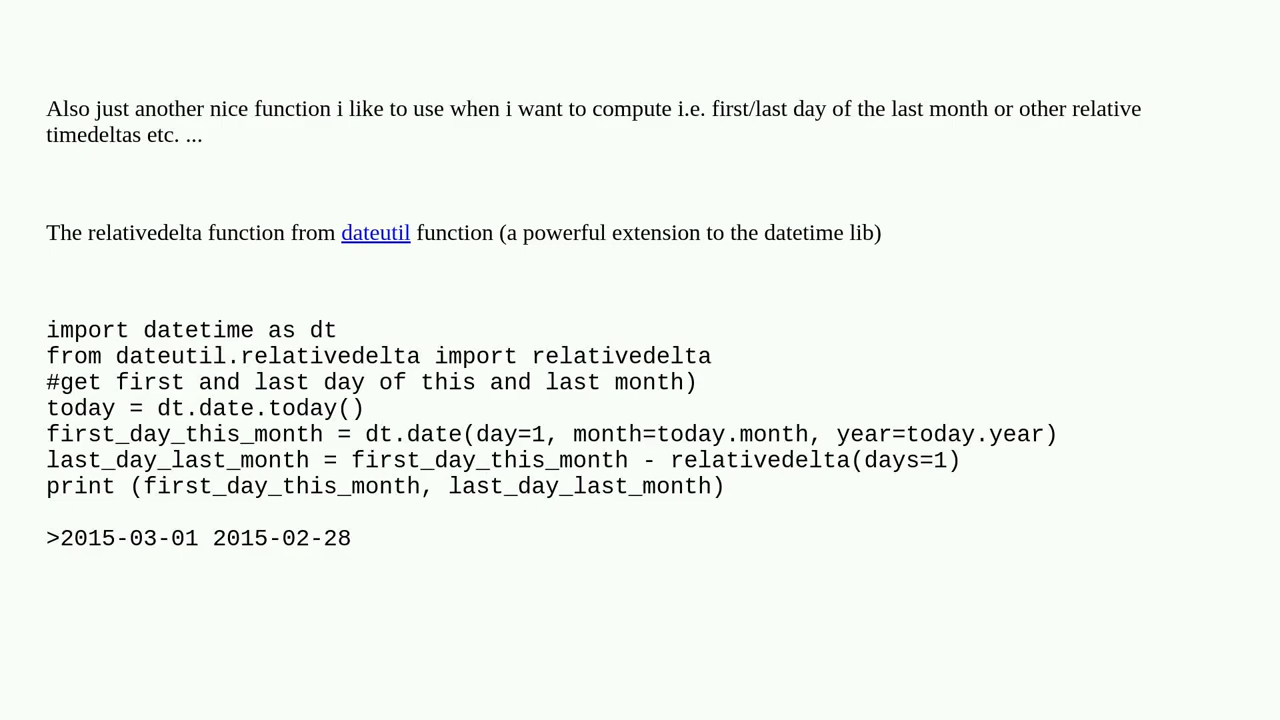 Also just another nice function i like to use when i want to compute i.e. first/last day of the last month or other relative
timedeltas etc. ...
The relativedelta function from dateutil function (a powerful extension to the datetime lib)
import datetime as dt
from dateutil.relativedelta import relativedelta
#get first and last day of this and last month)
today = dt.date.today()
first_day_this_month = dt.date(day=1, month=today.month, year=today.year)
last_day_last_month = first_day_this_month - relativedelta(days=1)
print (first_day_this_month, last_day_last_month)
>2015-03-01 2015-02-28